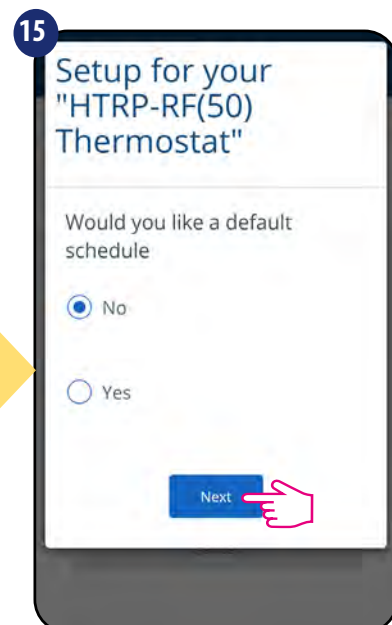 15
Setup for your
"HTRP-RF(50)
Thermostat"
Would you like a default
schedule
No
Yes
Next